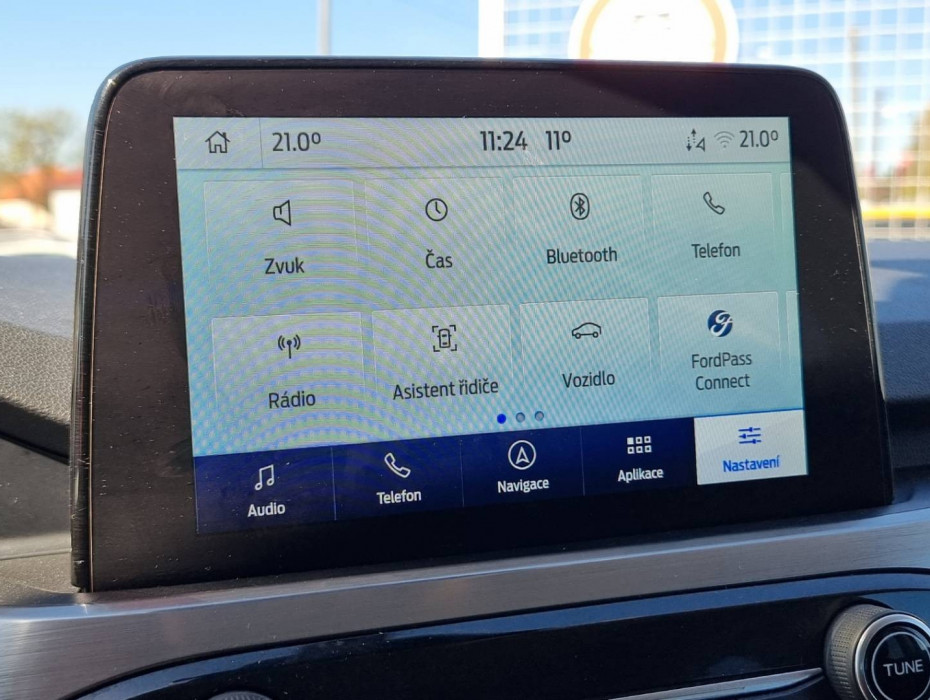 21.0°
11:24 11°
21.0°
Zvuk
Čas
Bluetooth
Telefon
Rádio
Asistent řidiče
Vozidlo
FordPass
Connect
Audio
Telefon
Navigace
Aplikace
Nastavení
TUNE